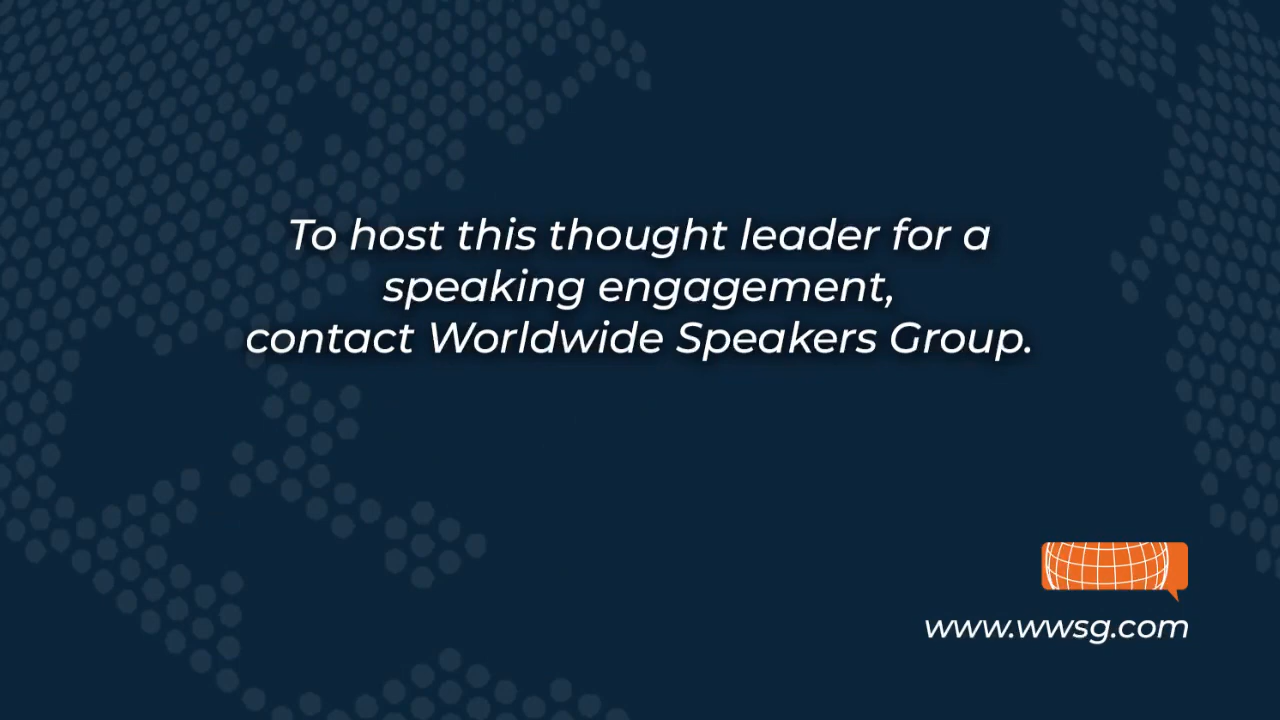 To host this thought leader for a
speaking engagement,
contact Worldwide Speakers Group.
www.wwsg.com